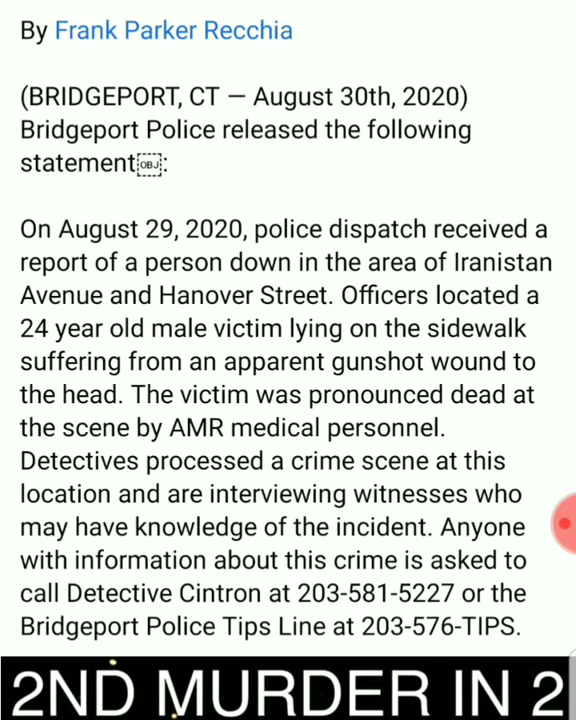 By Frank Parker Recchia
(BRIDGEPORT, CT — August 30th, 2020)
Bridgeport Police released the following
statement￼:
On August 29, 2020, police dispatch received a
report of a person down in the area of Iranistan
Avenue and Hanover Street. Officers located a
24 year old male victim lying on the sidewalk
suffering from an apparent gunshot wound to
the head. The victim was pronounced dead at
the scene by AMR medical personnel.
Detectives processed a crime scene at this
location and are interviewing witnesses who
may have knowledge of the incident. Anyone
with information about this crime is asked to
call Detective Cintron at 203-581-5227 or the
Bridgeport Police Tips Line at 203-576-TIPS.
2ND MURDER IN 2